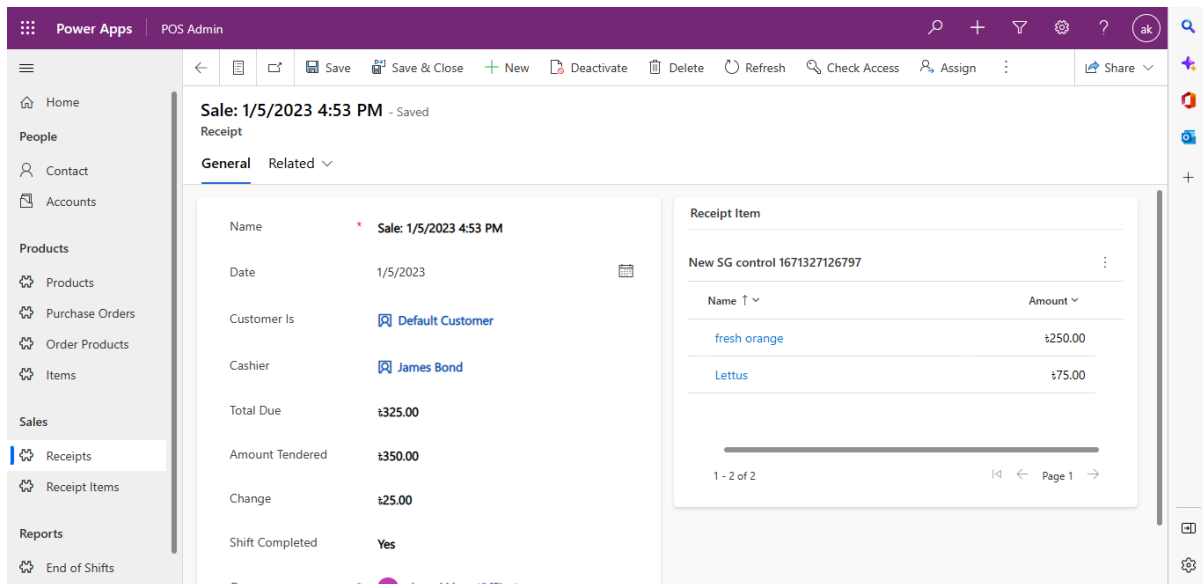 Power Apps POS Admin ? ak
Save Save & Close New Deactivate Delete Refresh Check Access Assign Share
Home
People
Contact
Accounts
Products
Products
Purchase Orders
Order Products
Items
Sales
Receipts
Receipt Items
Reports
End of Shifts
Sale: 1/5/2023 4:53 PM - Saved
Receipt
General Related
Name * Sale: 1/5/2023 4:53 PM
Date 1/5/2023
Customer Is Default Customer
Cashier James Bond
Total Due ৳325.00
Amount Tendered ৳350.00
Change ৳25.00
Shift Completed Yes
Receipt Item
New SG control 1671327126797
Name ↑ Amount
fresh orange ৳250.00
Lettus ৳75.00
1 - 2 of 2 Page 1